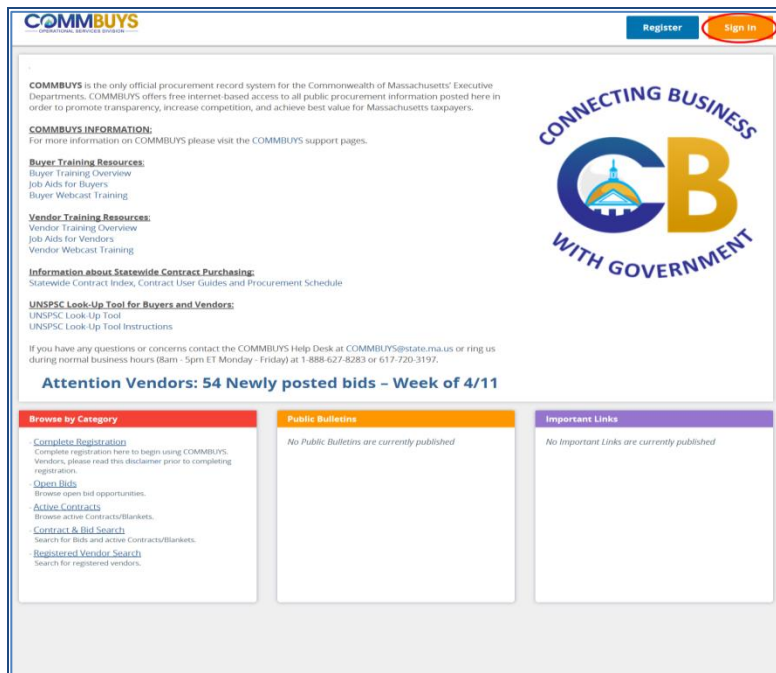 COMMBUYS
OPERATIONAL SERVICES DIVISION
Register
Sign In
COMMBUYS is the only official procurement record system for the Commonwealth of Massachusetts' Executive
Departments. COMMBUYS offers free internet-based access to all public procurement information posted here in
order to promote transparency, increase competition, and achieve best value for Massachusetts taxpayers.
COMMBUYS INFORMATION:
For more information on COMMBUYS please visit the COMMBUYS support pages.
Buyer Training Resources:
Buyer Training Overview
Job Aids for Buyers
Buyer Webcast Training
Vendor Training Resources:
Vendor Training Overview
Job Aids for Vendors
Vendor Webcast Training
Information about Statewide Contract Purchasing:
Statewide Contract Index, Contract User Guides and Procurement Schedule
UNSPSC Look-Up Tool for Buyers and Vendors:
UNSPSC Look-Up Tool
UNSPSC Look-Up Tool Instructions
If you have any questions or concerns contact the COMMBUYS Help Desk at COMMBUYS@state.ma.us or ring us
during normal business hours (8am - 5pm ET Monday - Friday) at 1-888-627-8283 or 617-720-3197.
Attention Vendors: 54 Newly posted bids – Week of 4/11
CONNECTING BUSINESS
CB
WITH GOVERNMENT
Browse by Category
- Complete Registration
Complete registration here to begin using COMMBUYS.
Vendors, please read this disclaimer prior to completing
registration.
- Open Bids
Browse open bid opportunities.
- Active Contracts
Browse active Contracts/Blankets.
- Contract & Bid Search
Search for Bids and active Contracts/Blankets.
- Registered Vendor Search
Search for registered vendors.
Public Bulletins
No Public Bulletins are currently published
Important Links
No Important Links are currently published